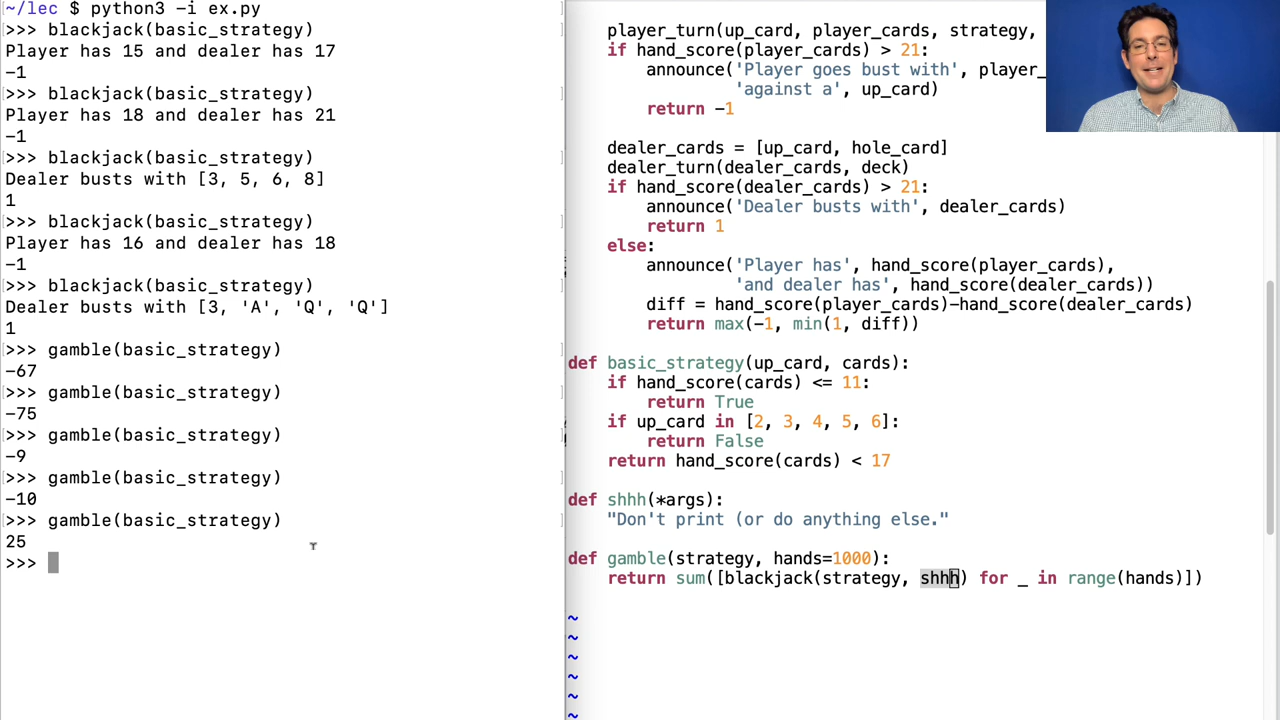 ~/lec $ python3 -i ex.py
>>> blackjack(basic_strategy)
Player has 15 and dealer has 17
-1
>>> blackjack(basic_strategy)
Player has 18 and dealer has 21
-1
>>> blackjack(basic_strategy)
Dealer busts with [3, 5, 6, 8]
1
>>> blackjack(basic_strategy)
Player has 16 and dealer has 18
-1
>>> blackjack(basic_strategy)
Dealer busts with [3, 'A', 'Q', 'Q']
1
>>> gamble(basic_strategy)
-67
>>> gamble(basic_strategy)
-75
>>> gamble(basic_strategy)
-9
>>> gamble(basic_strategy)
-10
>>> gamble(basic_strategy)
25
>>>
player_turn(up_card, player_cards, strategy,
if hand_score(player_cards) > 21:
announce('Player goes bust with', player_
'against a', up_card)
return -1
dealer_cards = [up_card, hole_card]
dealer_turn(dealer_cards, deck)
if hand_score(dealer_cards) > 21:
announce('Dealer busts with', dealer_cards)
return 1
else:
announce('Player has', hand_score(player_cards),
'and dealer has', hand_score(dealer_cards))
diff = hand_score(player_cards)-hand_score(dealer_cards)
return max(-1, min(1, diff))
def basic_strategy(up_card, cards):
if hand_score(cards) <= 11:
return True
if up_card in [2, 3, 4, 5, 6]:
return False
return hand_score(cards) < 17
def shhh(*args):
"Don't print (or do anything else."
def gamble(strategy, hands=1000):
return sum([blackjack(strategy, shhh) for _ in range(hands)])
~
~
~
~
~
~